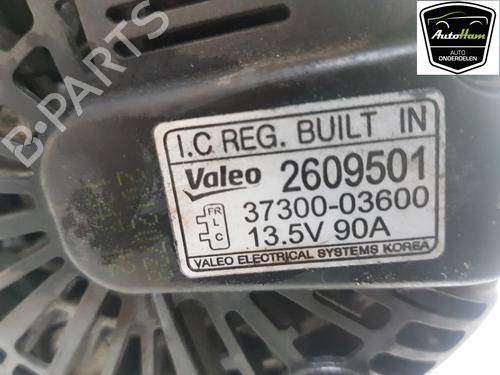 AutoHam
AUTO
ONDERDELEN
B-PARTS
I.C REG. BUILT IN
Valeo 2609501
FR
L
C
37300-03600
13.5V 90A
VALEO ELECTRICAL SYSTEMS KOREA